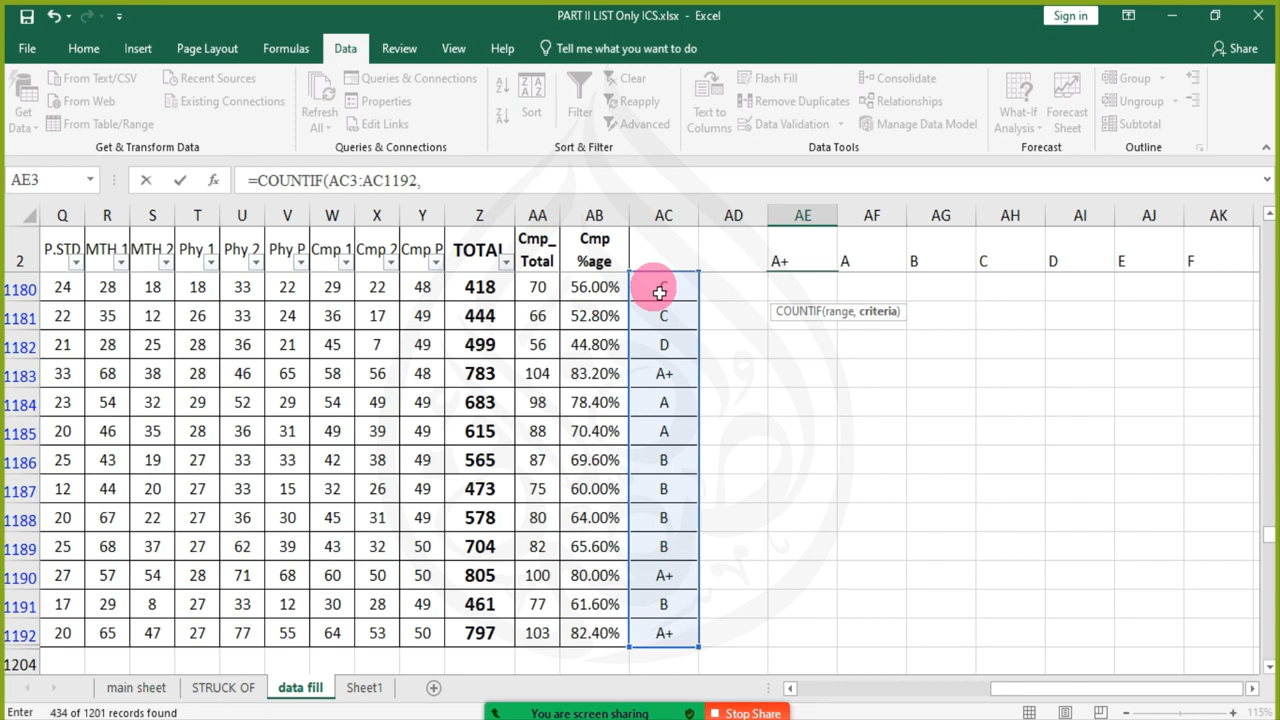 PART II LIST Only ICS.xlsx - Excel
Sign in
File Home Insert Page Layout Formulas Data Review View Help Tell me what you want to do Share
Get Data
From Text/CSV
From Web
From Table/Range
Recent Sources
Existing Connections
Get & Transform Data
Refresh All
Queries & Connections
Properties
Edit Links
Queries & Connections
Sort
Filter
Clear
Reapply
Advanced
Sort & Filter
Text to Columns
Flash Fill
Remove Duplicates
Data Validation
Consolidate
Relationships
Manage Data Model
Data Tools
What-If Analysis
Forecast Sheet
Forecast
Group
Ungroup
Subtotal
Outline
AE3 fx =COUNTIF(AC3:AC1192,
Q R S T U V W X Y Z AA AB AC AD AE AF AG AH AI AJ AK
2 P.STD MTH 1 MTH 2 Phy 1 Phy 2 Phy P Cmp 1 Cmp 2 Cmp P TOTAL Cmp_ Total Cmp %age A+ A B C D E F
1180 24 28 18 18 33 22 29 22 48 418 70 56.00% C
COUNTIF(range, criteria)
1181 22 35 12 26 33 24 36 17 49 444 66 52.80% C
1182 21 28 25 28 36 21 45 7 49 499 56 44.80% D
1183 33 68 38 28 46 65 58 56 48 783 104 83.20% A+
1184 23 54 32 29 52 29 54 49 49 683 98 78.40% A
1185 20 46 35 28 36 31 49 39 49 615 88 70.40% A
1186 25 43 19 27 33 33 42 38 49 565 87 69.60% B
1187 12 44 20 27 33 15 32 26 49 473 75 60.00% B
1188 20 67 22 27 36 30 45 31 49 578 80 64.00% B
1189 25 68 37 27 62 39 43 32 50 704 82 65.60% B
1190 27 57 54 28 71 68 60 50 50 805 100 80.00% A+
1191 17 29 8 27 33 12 30 28 49 461 77 61.60% B
1192 20 65 47 27 77 55 64 53 50 797 103 82.40% A+
1204
main sheet STRUCK OF data fill Sheet1
Enter 434 of 1201 records found You are screen sharing Stop Share 115%